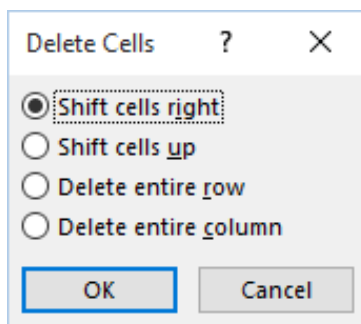 Delete Cells ?
Shift cells right
Shift cells up
Delete entire row
Delete entire column
OK Cancel